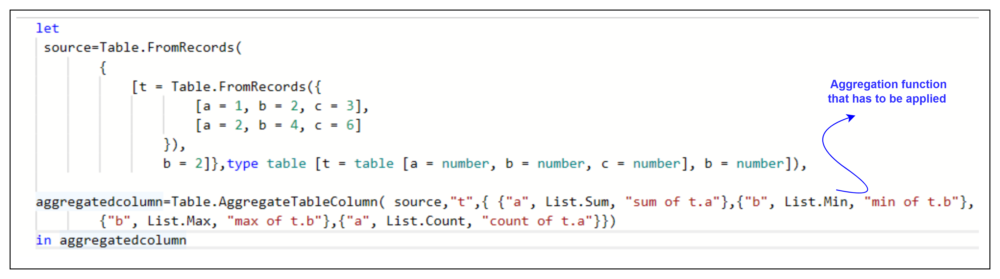 let
source=Table.FromRecords(
{
[t = Table.FromRecords({
[a = 1, b = 2, c = 3],
[a = 2, b = 4, c = 6]
}),
b = 2]},type table [t = table [a = number, b = number, c = number], b = number]),
aggregatedcolumn=Table.AggregateTableColumn( source,"t",{ {"a", List.Sum, "sum of t.a"},{"b", List.Min, "min of t.b"},
{"b", List.Max, "max of t.b"},{"a", List.Count, "count of t.a"}})
in aggregatedcolumn
Aggregation function
that has to be applied